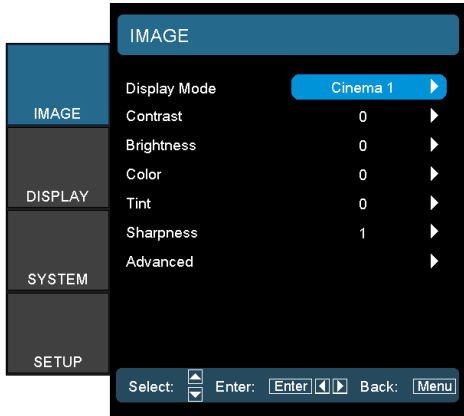 IMAGE
IMAGE
DISPLAY
SYSTEM
SETUP
Display Mode Cinema 1
Contrast 0
Brightness 0
Color 0
Tint 0
Sharpness 1
Advanced
Select: Enter: Enter Back: Menu